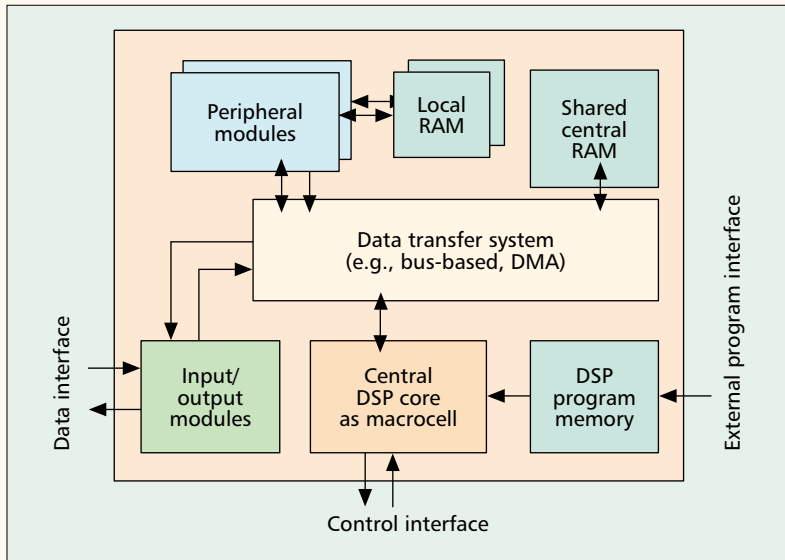 Peripheral
modules
Local
RAM
Shared
central
RAM
Data transfer system
(e.g., bus-based, DMA)
Data interface
Input/
output
modules
Central
DSP core
as macrocell
DSP
program
memory
External program interface
Control interface